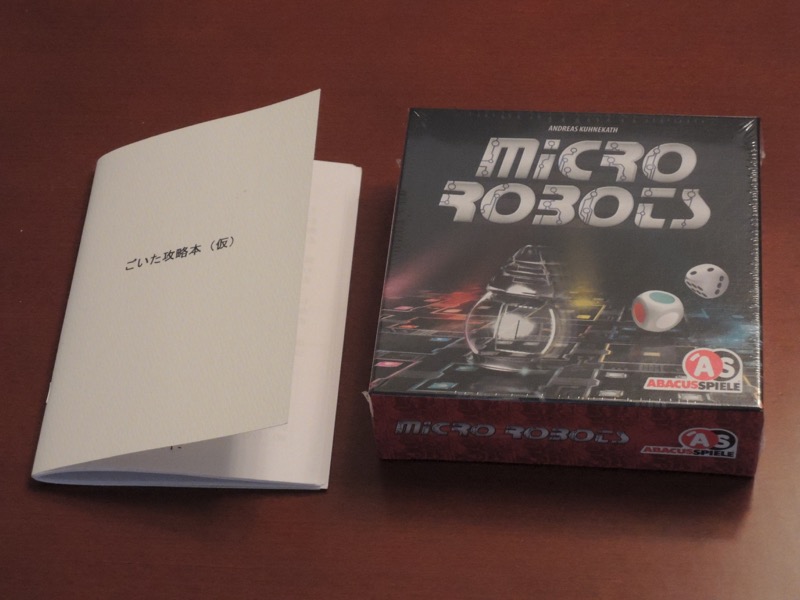 ごいた攻略本（仮）
ANDREAS KUHNEKATH
MICRO
ROBOTS
AS
ABACUSSPIELE
MICRO ROBOTS
AS
ABACUSSPIELE